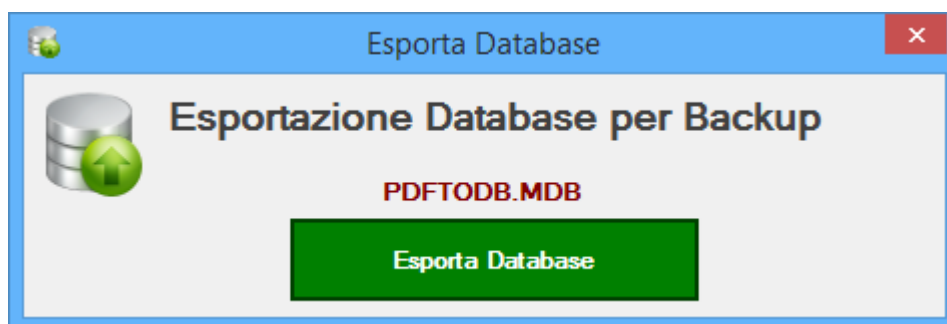 Esporta Database
Esportazione Database per Backup
PDFTODB.MDB
Esporta Database